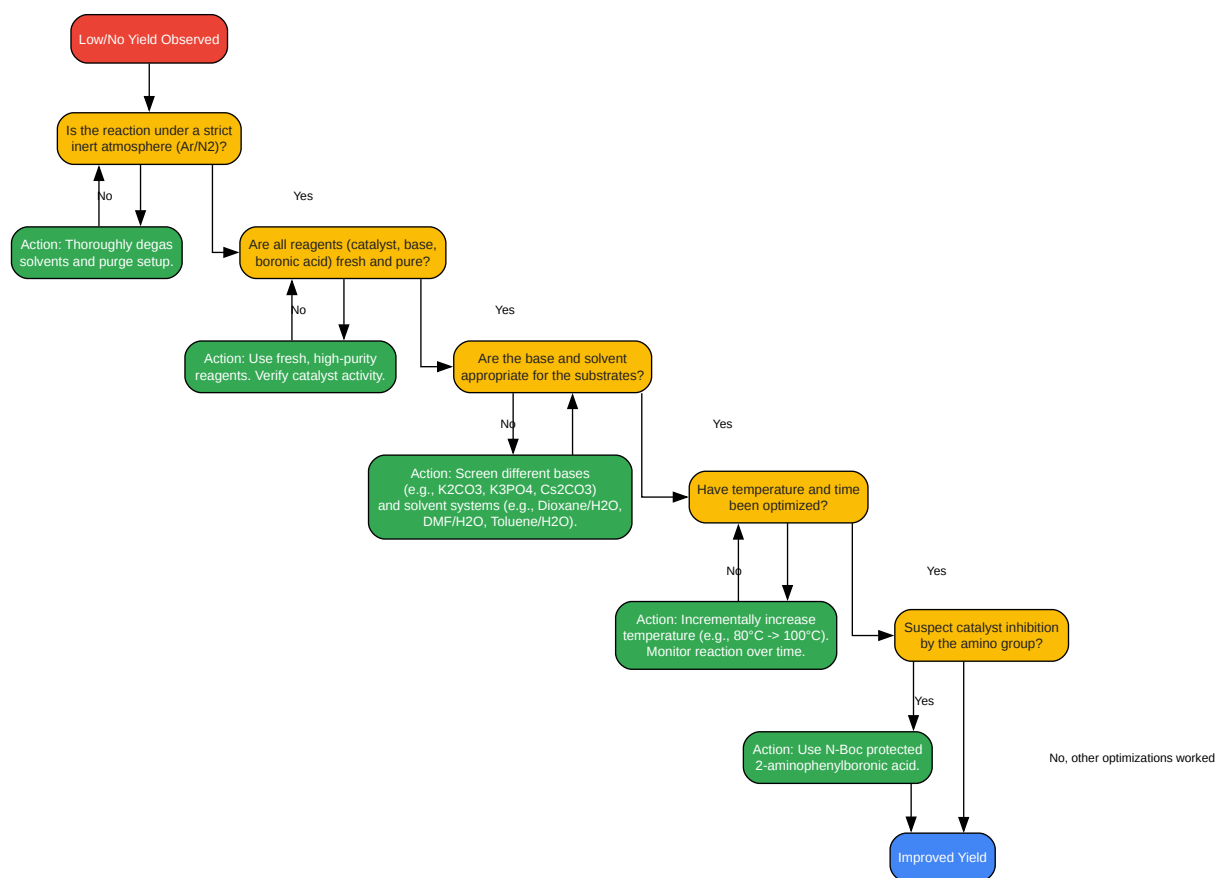 Low/No Yield Observed
Is the reaction under a strict
inert atmosphere (Ar/N2)?
No
Yes
Action: Thoroughly degas
solvents and purge setup.
Are all reagents (catalyst, base,
boronic acid) fresh and pure?
No
Yes
Action: Use fresh, high-purity
reagents. Verify catalyst activity.
Are the base and solvent
appropriate for the substrates?
No
Yes
Action: Screen different bases
(e.g., K2CO3, K3PO4, Cs2CO3)
and solvent systems (e.g., Dioxane/H2O,
DMF/H2O, Toluene/H2O).
Have temperature and time
been optimized?
No
Yes
Action: Incrementally increase
temperature (e.g., 80°C -> 100°C).
Monitor reaction over time.
Suspect catalyst inhibition
by the amino group?
Yes
Action: Use N-Boc protected
2-aminophenylboronic acid.
No, other optimizations worked
Improved Yield